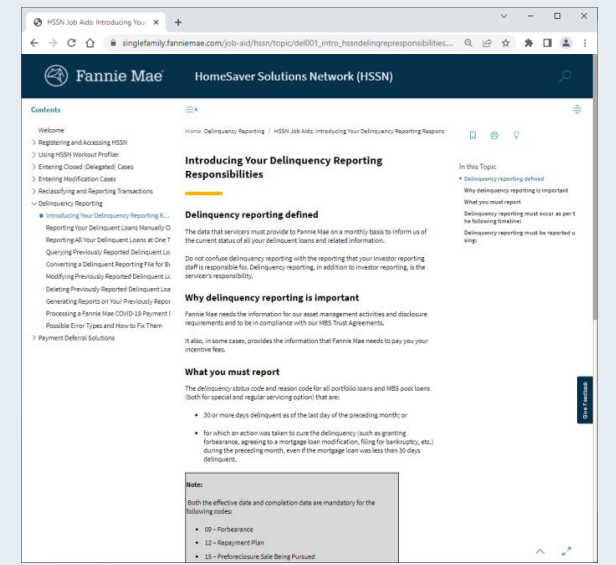 HSSN Job Aids: Introducing Your
singlefamily.fanniemae.com/job-aid/hssn/topic/del001_intro_hssndelinqrepresponsibilities...
Fannie Mae
HomeSaver Solutions Network (HSSN)
Contents
Welcome
Registering and Accessing HSSN
Using HSSN Workout Profiler
Entering Closed (Delegated) Cases
Entering Modification Cases
Reclassifying and Reporting Transactions
Delinquency Reporting
Introducing Your Delinquency Reporting R...
Reporting Your Delinquent Loans Manually O
Reporting All Your Delinquent Loans at One T
Querying Previously Reported Delinquent Lo
Converting a Delinquent Reporting File for Bu
Modifying Previously Reported Delinquent Lo
Deleting Previously Reported Delinquent Loa
Generating Reports on Your Previously Repor
Processing a Fannie Mae COVID-19 Payment
Possible Error Types and How to Fix Them
Payment Deferral Solutions
Home: Delinquency Reporting / HSSN Job Aids: Introducing Your Delinquency Reporting Respons
Introducing Your Delinquency Reporting
Responsibilities
Delinquency reporting defined
The data that servicers must provide to Fannie Mae on a monthly basis to inform us of
the current status of all your delinquent loans and related information.
Do not confuse delinquency reporting with the reporting that your investor reporting
staff is responsible for. Delinquency reporting, in addition to investor reporting, is the
servicer's responsibility.
Why delinquency reporting is important
Fannie Mae needs the information for our asset management activities and disclosure
requirements and to be in compliance with our MBS Trust Agreements.
It also, in some cases, provides the information that Fannie Mae needs to pay you your
incentive fees.
What you must report
The delinquency status code and reason code for all portfolio loans and MBS pool loans
(both for special and regular servicing option) that are:
• 30 or more days delinquent as of the last day of the preceding month; or
• for which an action was taken to cure the delinquency (such as granting
forbearance, agreeing to a mortgage loan modification, filing for bankruptcy, etc.)
during the preceding month, even if the mortgage loan was less than 30 days
delinquent.
Note:
Both the effective date and completion date are mandatory for the
following codes:
• 09 – Forbearance
• 12 – Repayment Plan
• 15 – Preforeclosure Sale Being Pursued
In this Topic
Delinquency reporting defined
Why delinquency reporting is important
What you must report
Delinquency reporting must occur as per t
he following timeline:
Delinquency reporting must be reported u
sing:
Give Feedback